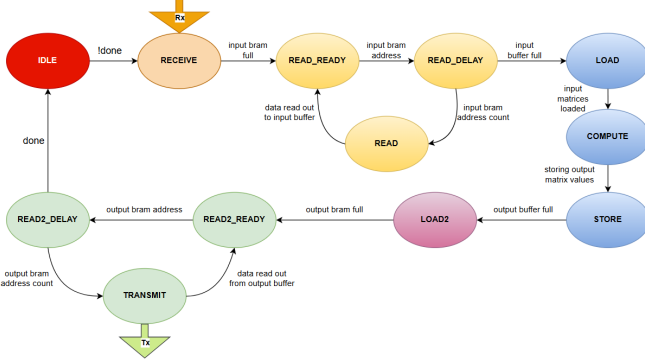 Rx
!done
IDLE
RECEIVE
input bram
full
READ_READY
input bram
address
READ_DELAY
input
buffer full
LOAD
data read out
to input buffer
input bram
address count
input
matrices
loaded
READ
COMPUTE
done
storing output
matrix values
READ2_DELAY
output bram address
READ2_READY
output bram full
LOAD2
output buffer full
STORE
output bram
address count
data read out
from output buffer
TRANSMIT
Tx